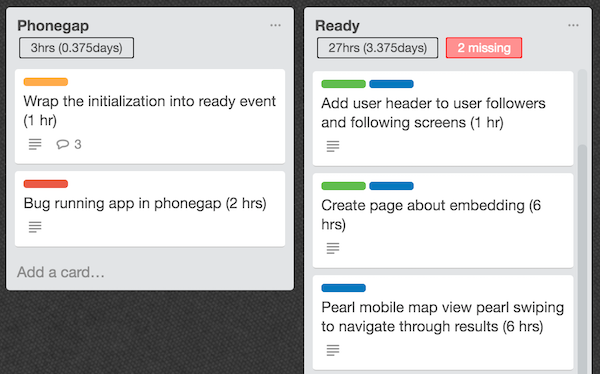 Phonegap
3hrs (0.375days)
Wrap the initialization into ready event
(1 hr)
3
Bug running app in phonegap (2 hrs)
Add a card…
Ready
27hrs (3.375days)
2 missing
Add user header to user followers
and following screens (1 hr)
Create page about embedding (6
hrs)
Pearl mobile map view pearl swiping
to navigate through results (6 hrs)